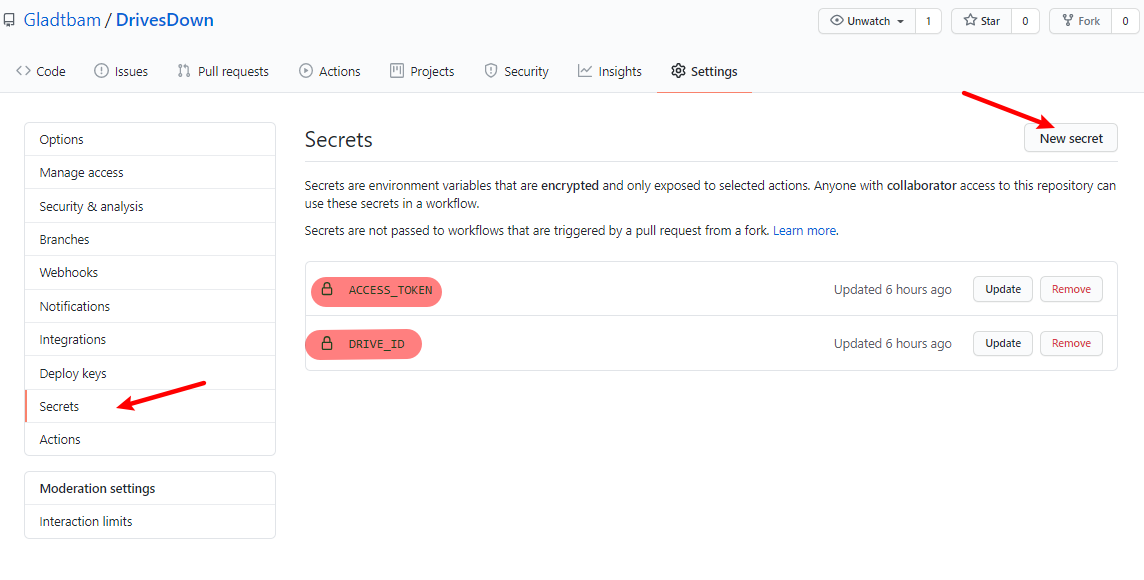 Gladtbam / DrivesDown
Unwatch 1 Star 0 Fork 0
Code Issues Pull requests Actions Projects Security Insights Settings
Options
Manage access
Security & analysis
Branches
Webhooks
Notifications
Integrations
Deploy keys
Secrets
Actions
Moderation settings
Interaction limits
Secrets
New secret
Secrets are environment variables that are encrypted and only exposed to selected actions. Anyone with collaborator access to this repository can
use these secrets in a workflow.
Secrets are not passed to workflows that are triggered by a pull request from a fork. Learn more.
ACCESS_TOKEN Updated 6 hours ago Update Remove
DRIVE_ID Updated 6 hours ago Update Remove